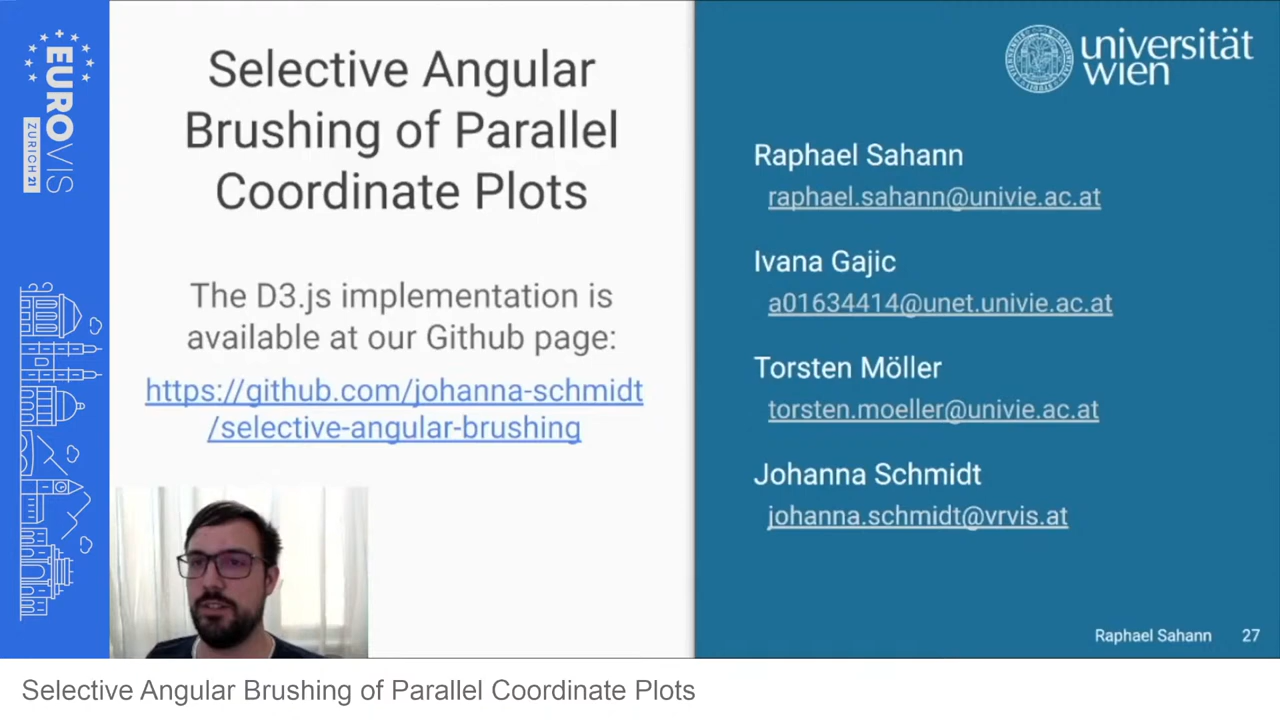 EUROVIS
ZURICH 21
Selective Angular
Brushing of Parallel
Coordinate Plots
The D3.js implementation is
available at our Github page:
https://github.com/johanna-schmidt
/selective-angular-brushing
universität
wien
Raphael Sahann
raphael.sahann@univie.ac.at
Ivana Gajic
a01634414@unet.univie.ac.at
Torsten Möller
torsten.moeller@univie.ac.at
Johanna Schmidt
johanna.schmidt@vrvis.at
Raphael Sahann 27
Selective Angular Brushing of Parallel Coordinate Plots